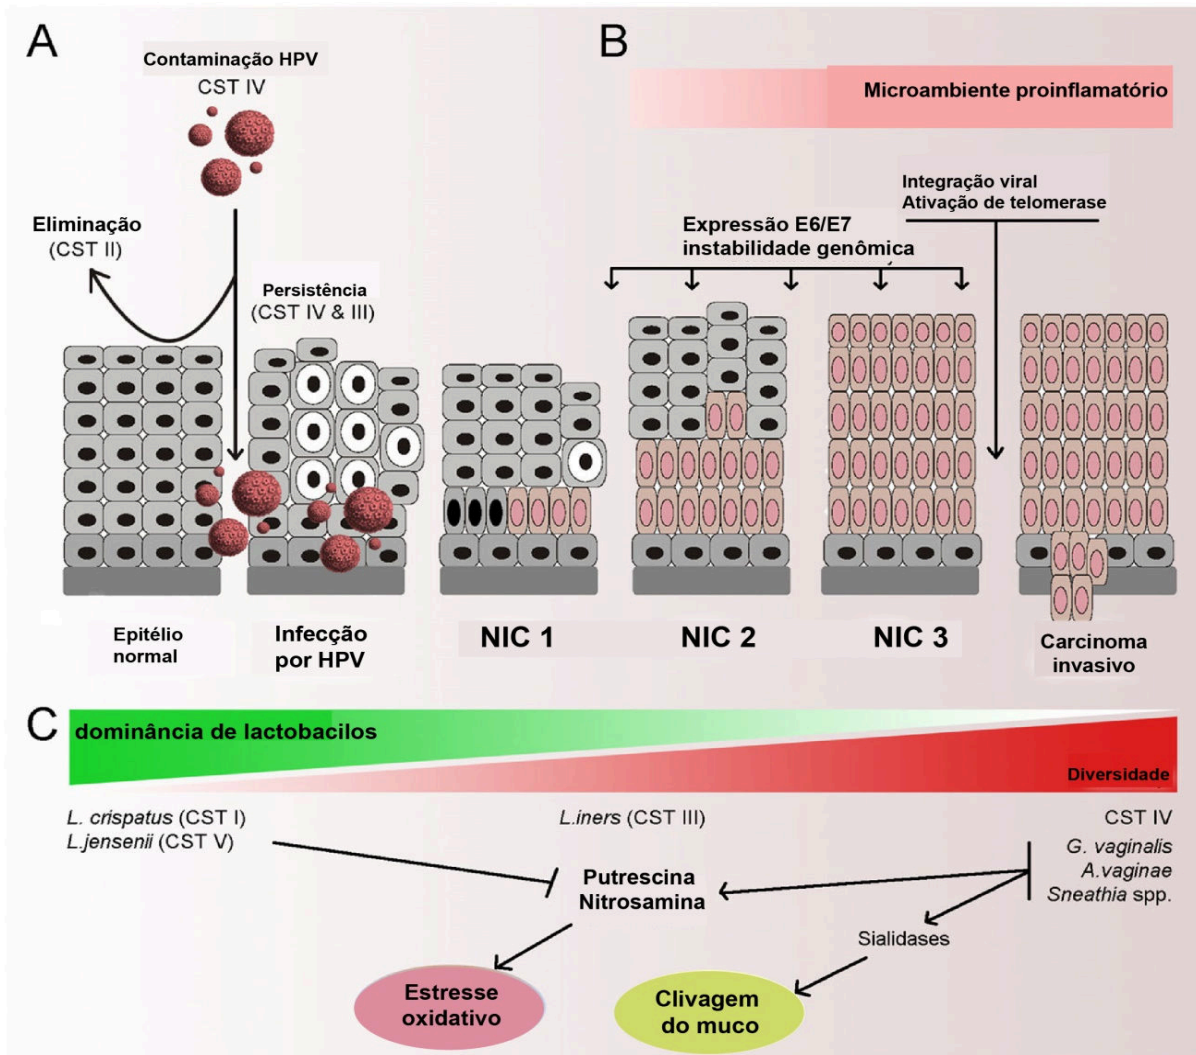 A
Contaminação HPV
CST IV
Eliminação
(CST II)
Persistência
(CST IV & III)
B
Microambiente proinflamatório
Integração viral
Ativação de telomerase
Expressão E6/E7
instabilidade genômica
Epitélio
normal
Infecção
por HPV
NIC 1
NIC 2
NIC 3
Carcinoma
invasivo
C
dominância de lactobacilos
Diversidade
L. crispatus (CST I)
L.jensenii (CST V)
L.iners (CST III)
CST IV
G. vaginalis
A.vaginae
Sneathia spp.
Putrescina
Nitrosamina
Sialidases
Estresse
oxidativo
Clivagem
do muco